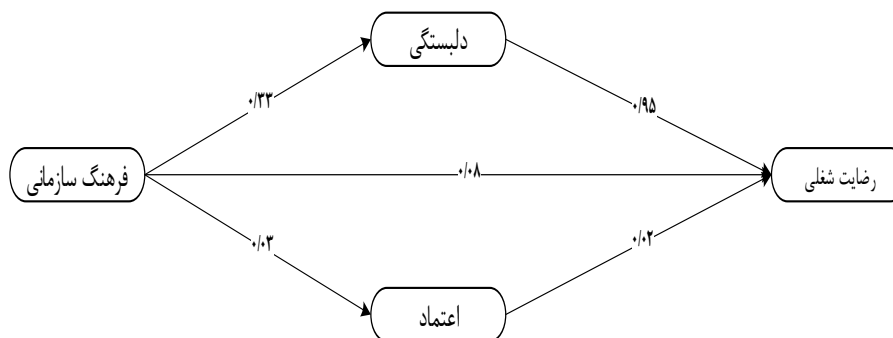 دلبستگی
۰/۳۳
۰/۹۵
فرهنگ سازمانی
۰/۰۸
رضایت شغلی
۰/۰۳
۰/۰۲
اعتماد